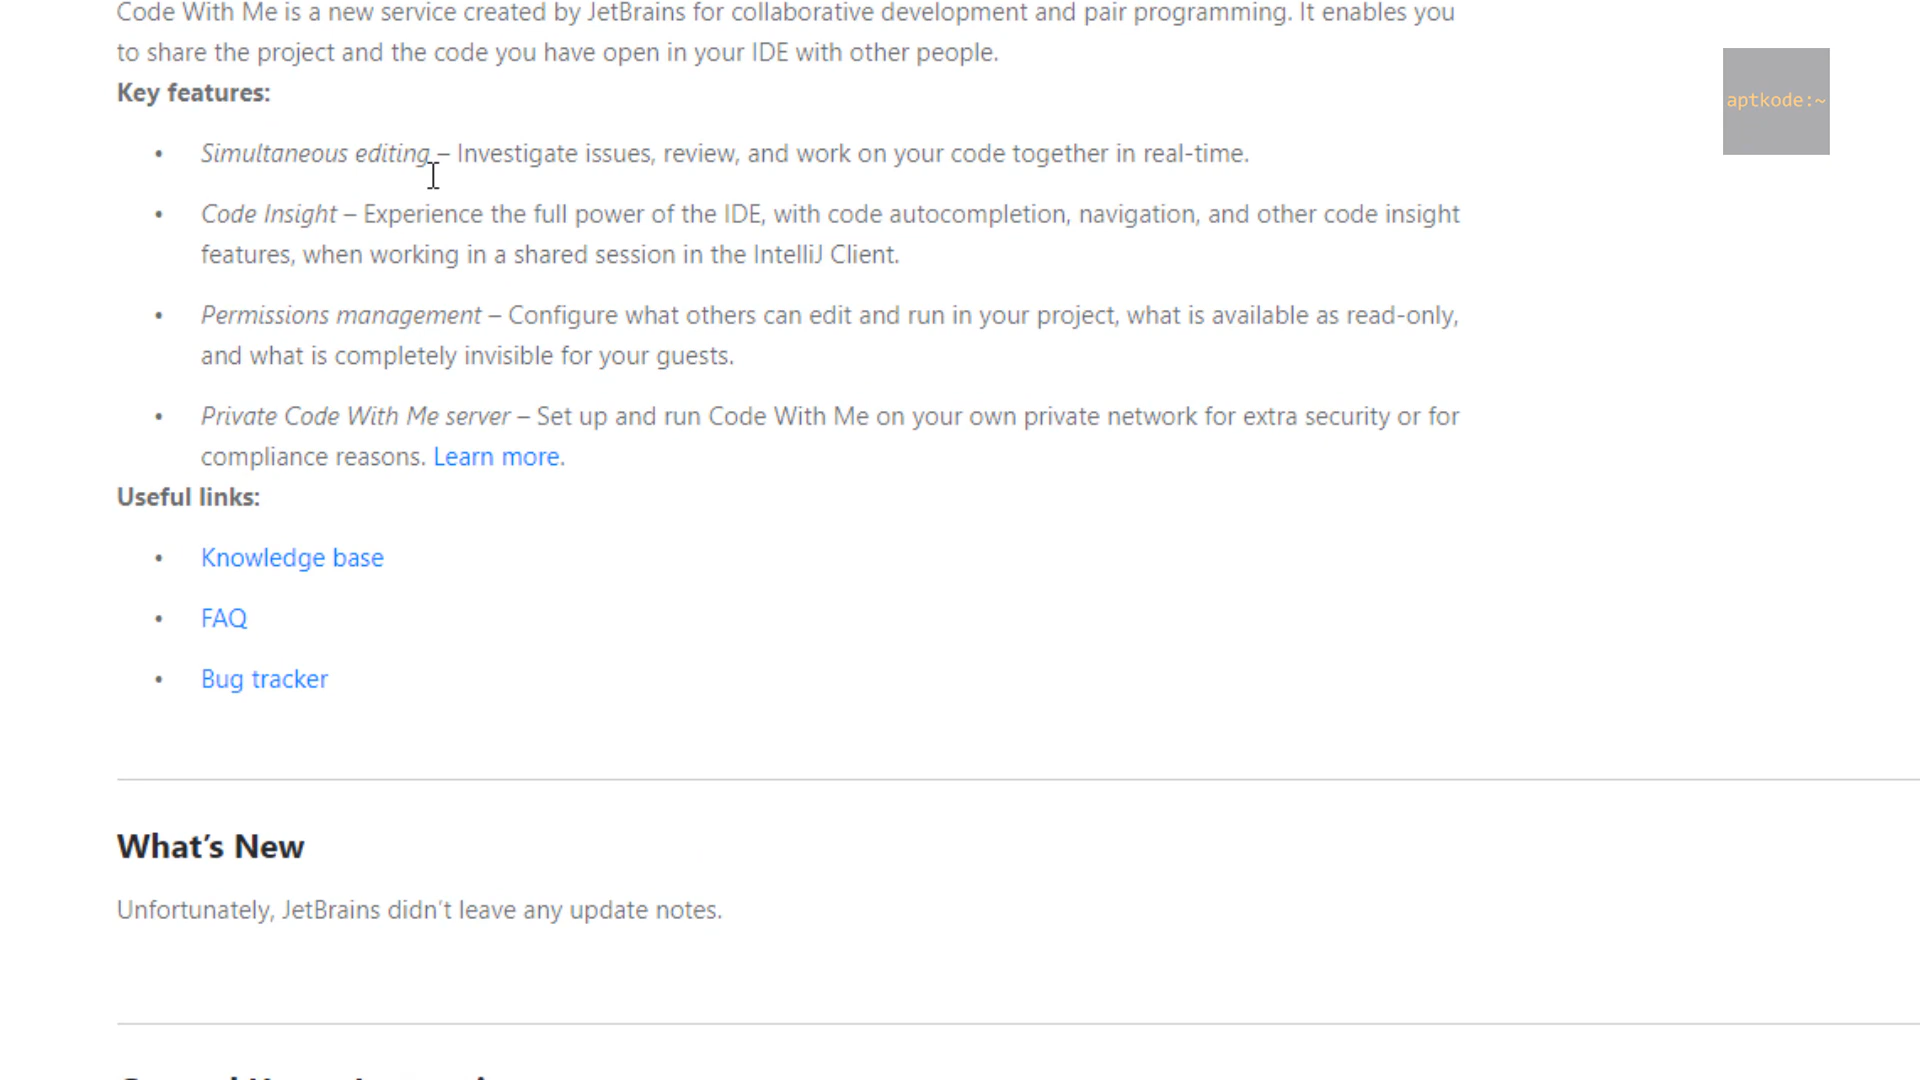 Code With Me is a new service created by JetBrains for collaborative development and pair programming. It enables you
to share the project and the code you have open in your IDE with other people.
Key features:
• Simultaneous editing – Investigate issues, review, and work on your code together in real-time.
• Code Insight – Experience the full power of the IDE, with code autocompletion, navigation, and other code insight
features, when working in a shared session in the IntelliJ Client.
• Permissions management – Configure what others can edit and run in your project, what is available as read-only,
and what is completely invisible for your guests.
• Private Code With Me server – Set up and run Code With Me on your own private network for extra security or for
compliance reasons. Learn more.
Useful links:
• Knowledge base
• FAQ
• Bug tracker
What’s New
Unfortunately, JetBrains didn’t leave any update notes.
aptkode:~